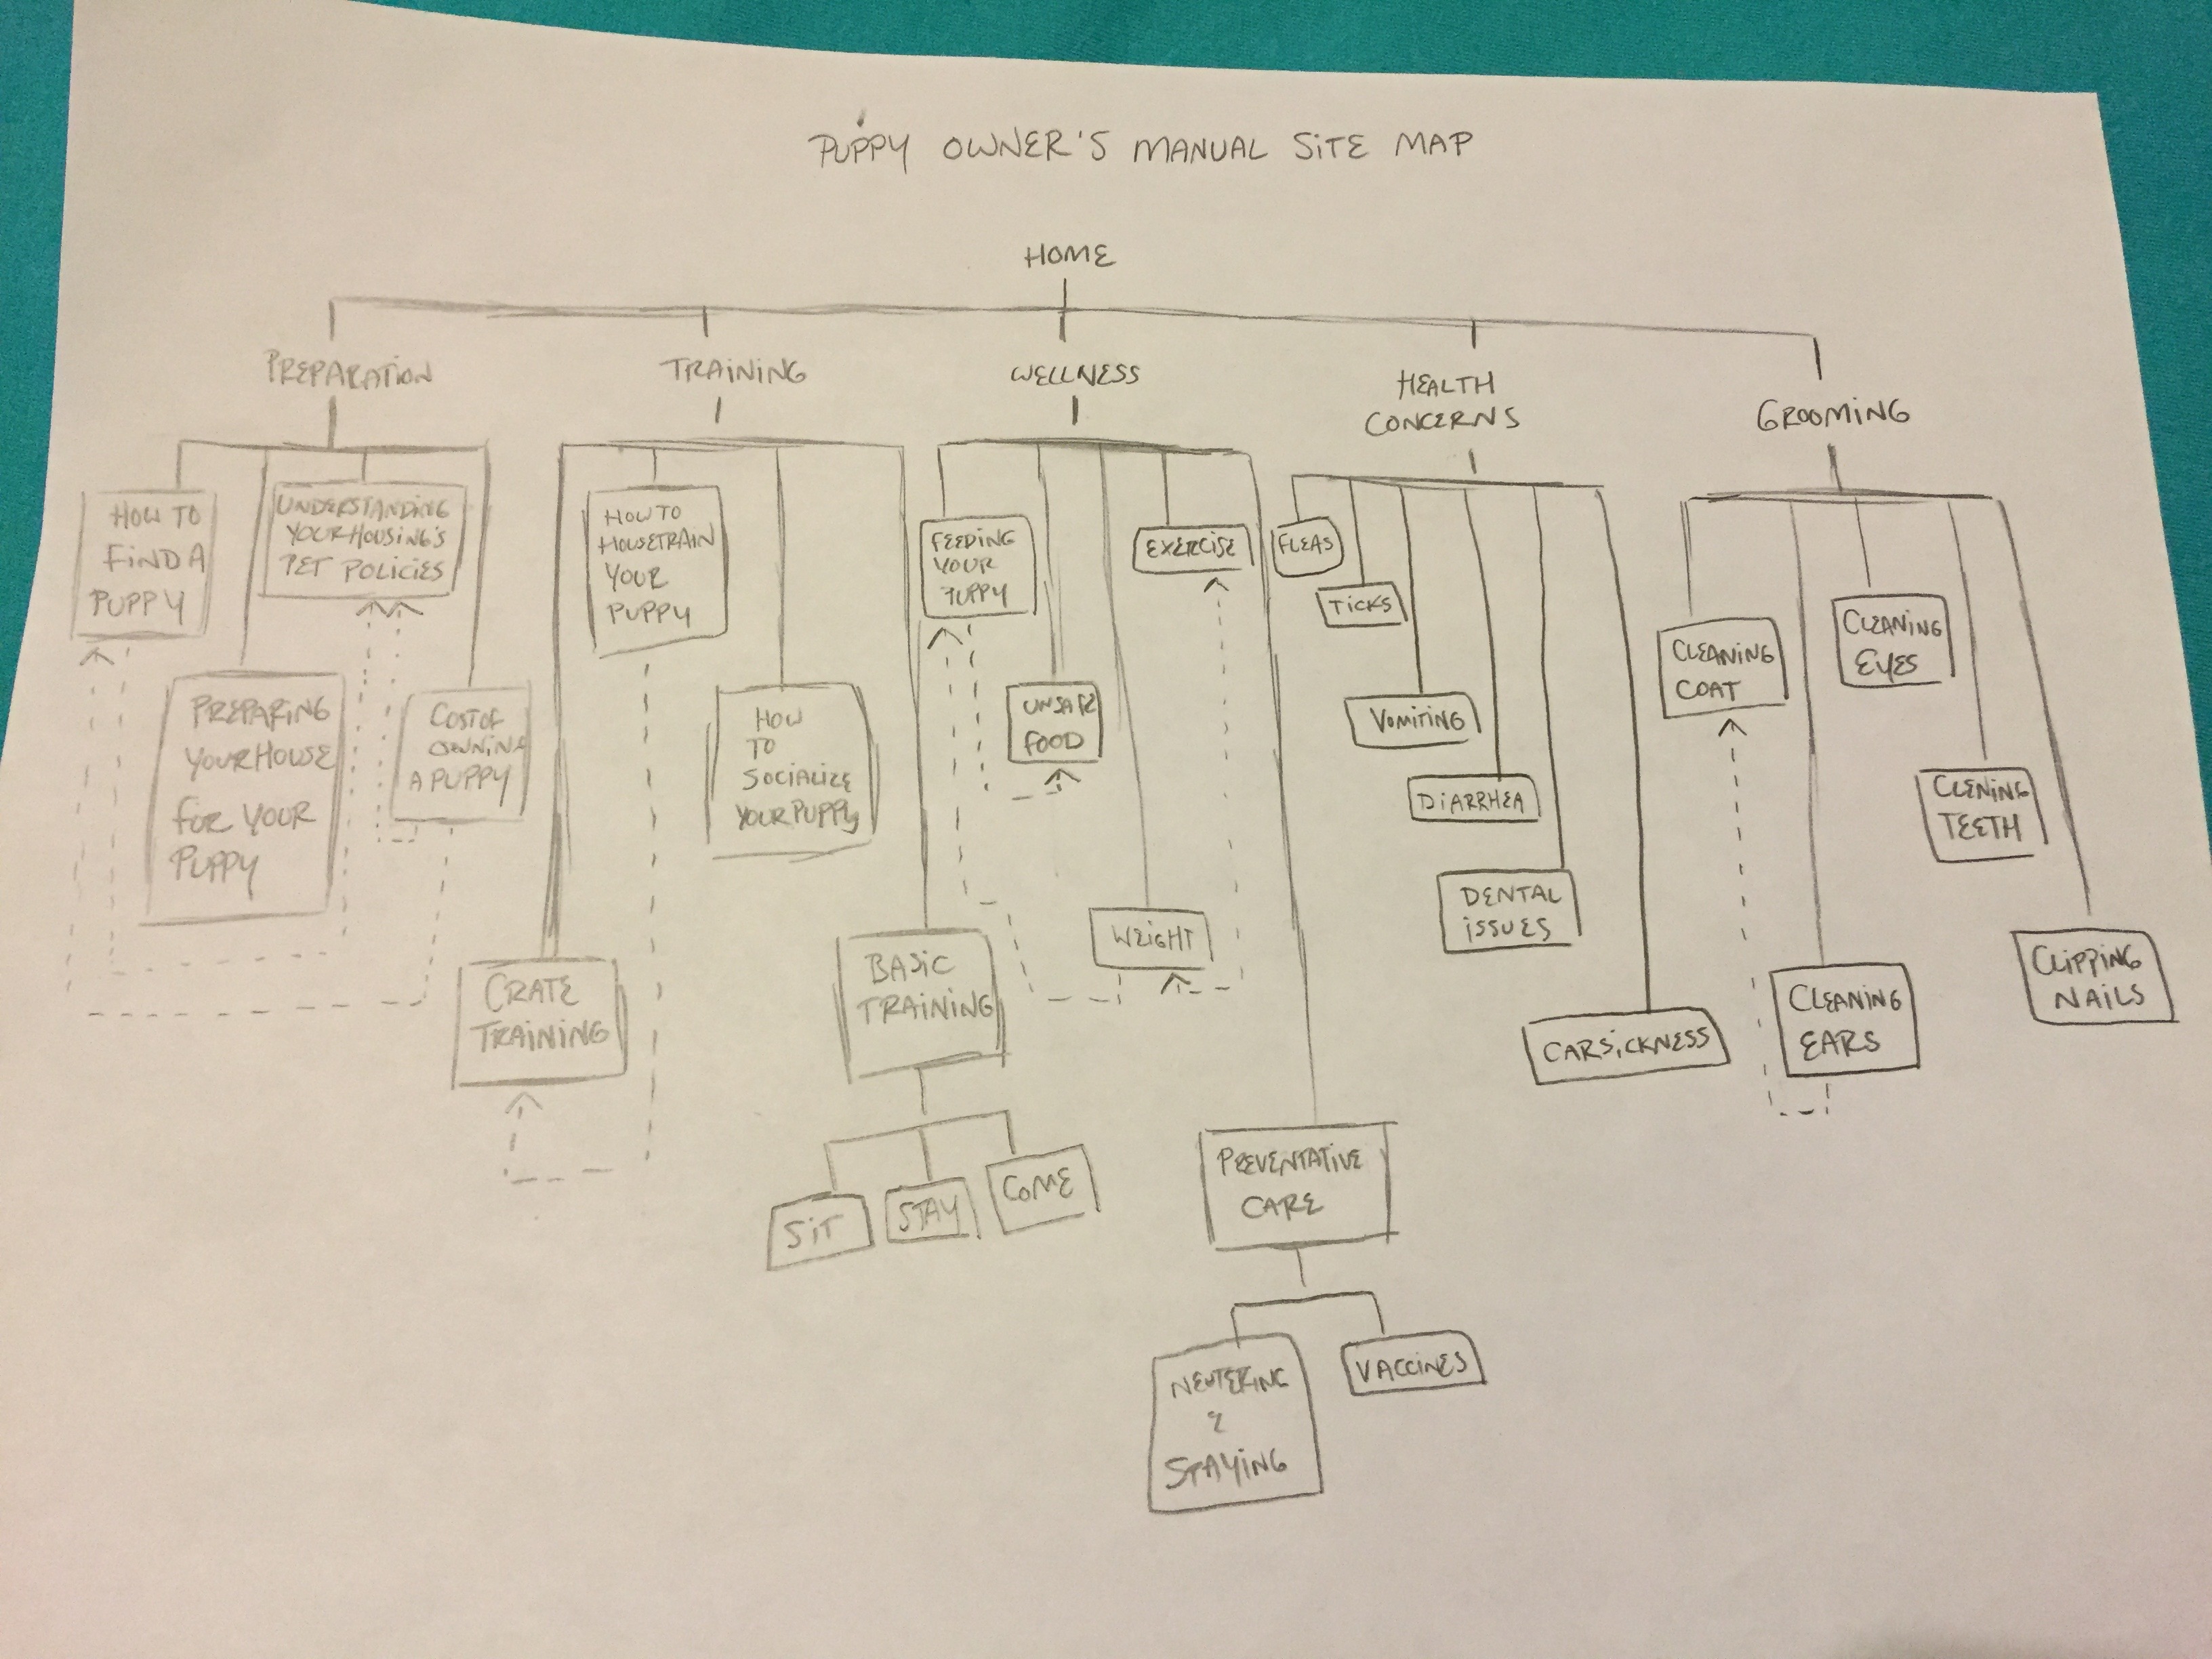 PUPPY OWNER'S MANUAL SITE MAP
HOME
PREPARATION
TRAINING
WELLNESS
HEALTH
CONCERNS
GROOMING
HOW TO
FIND A
PUPPY
UNDERSTANDING
YOUR HOUSING'S
PET POLICIES
PREPARING
YOUR HOUSE
FOR YOUR
PUPPY
COST OF
OWNING
A PUPPY
HOW TO
HOUSETRAIN
YOUR
PUPPY
HOW
TO
SOCIALIZE
YOUR PUPPY
CRATE
TRAINING
BASIC
TRAINING
SIT
STAY
COME
FEEDING
YOUR
PUPPY
UNSAFE
FOOD
EXERCISE
WEIGHT
PREVENTATIVE
CARE
NEUTERING
&
STAYING
VACCINES
FLEAS
TICKS
VOMITING
DIARRHEA
DENTAL
ISSUES
CARSICKNESS
CLEANING
COAT
CLEANING
EYES
CLENING
TEETH
CLEANING
EARS
CLIPPING
NAILS